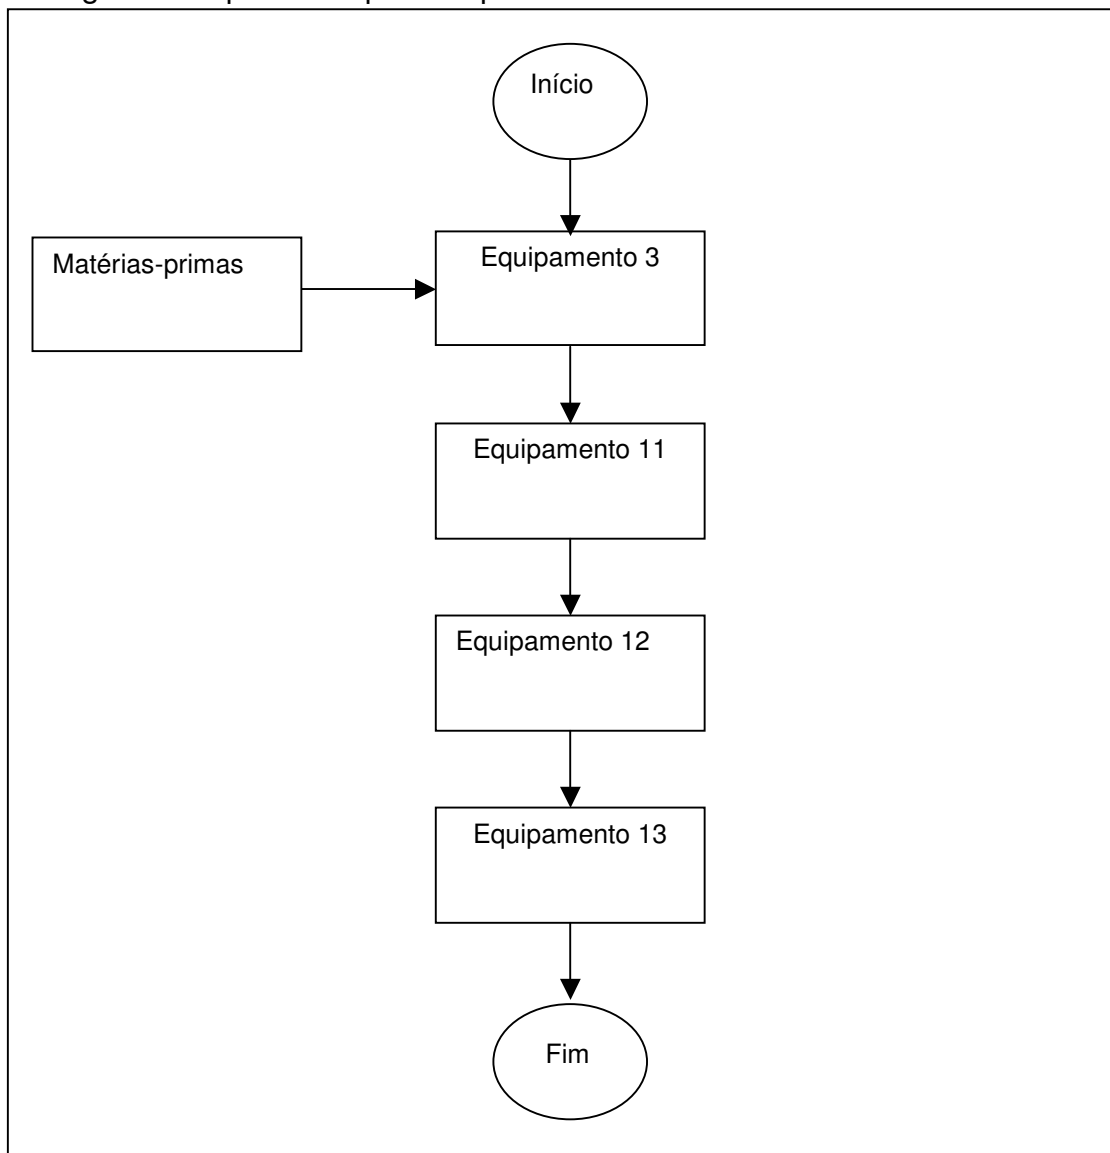 Início
Matérias-primas
Equipamento 3
Equipamento 11
Equipamento 12
Equipamento 13
Fim